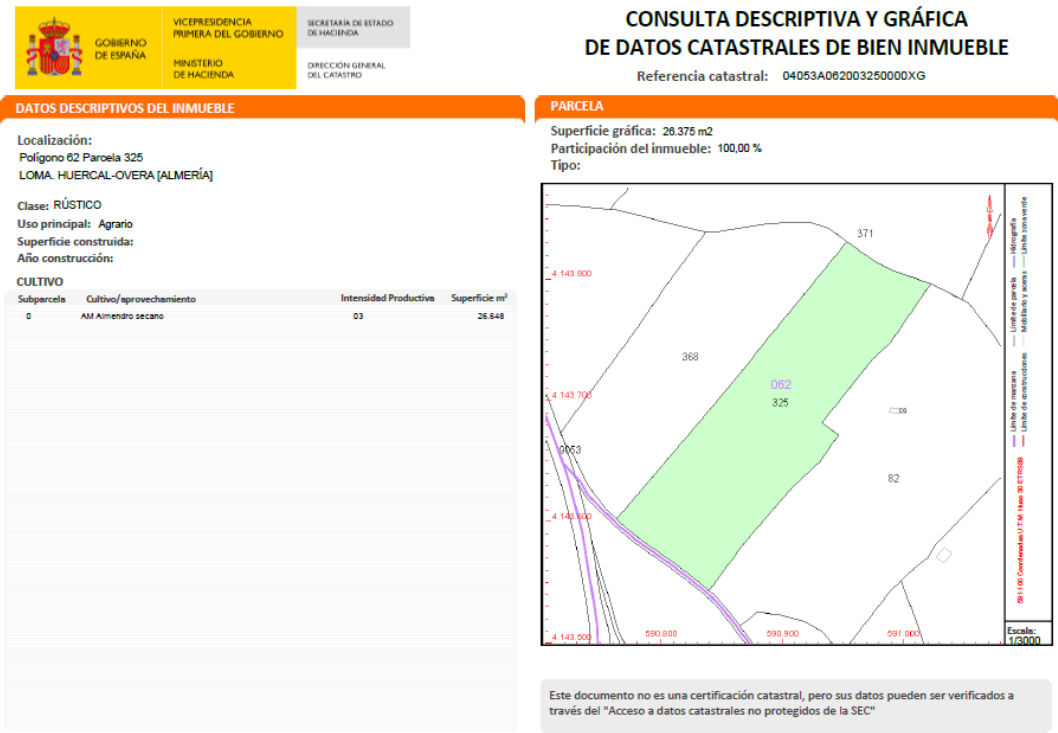 GOBIERNO
DE ESPAÑA
VICEPRESIDENCIA
PRIMERA DEL GOBIERNO
MINISTERIO
DE HACIENDA
SECRETARÍA DE ESTADO
DE HACIENDA
DIRECCIÓN GENERAL
DEL CATASTRO
CONSULTA DESCRIPTIVA Y GRÁFICA
DE DATOS CATASTRALES DE BIEN INMUEBLE
Referencia catastral: 04053A062003250000XG
DATOS DESCRIPTIVOS DEL INMUEBLE
Localización:
Polígono 62 Parcela 325
LOMA. HUERCAL-OVERA [ALMERÍA]
Clase: RÚSTICO
Uso principal: Agrario
Superficie construida:
Año construcción:
CULTIVO
Subparcela Cultivo/aprovechamiento Intensidad Productiva Superficie m²
0 AM Almendro secano 03 26.648
PARCELA
Superficie gráfica: 26.375 m2
Participación del inmueble: 100,00 %
Tipo:
371
4.143.800
368
062
325
4.143.700
9053
82
4.143.600
4.143.500
590.800
590.900
591.000
Límite de manzana Límite de parcela Hidrografía
Límite de construcciones Mobiliario y aceras Límite zona verde
591.100 Coordenadas U.T.M. Huso 30 ETRS89
Escala:
1/3000
Este documento no es una certificación catastral, pero sus datos pueden ser verificados a
través del "Acceso a datos catastrales no protegidos de la SEC"